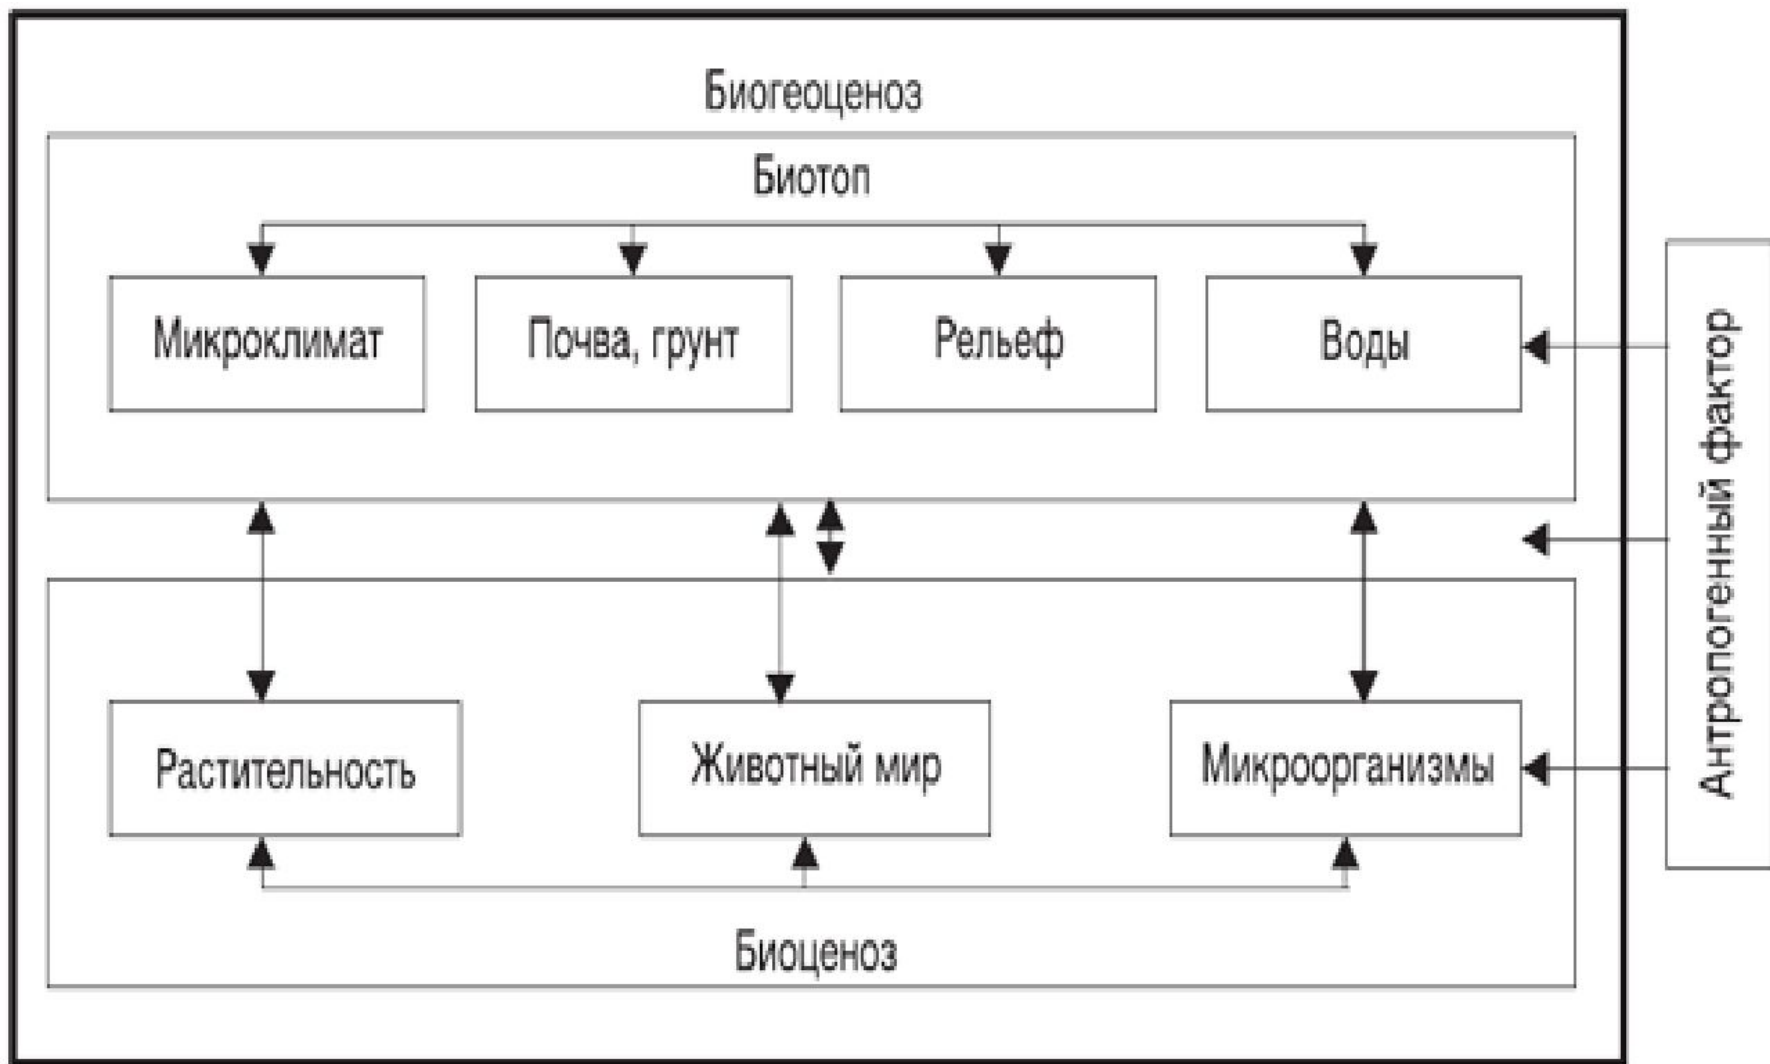 Биогеоценоз
Биотоп
Микроклимат
Почва, грунт
Рельеф
Воды
Антропогенный фактор
Растительность
Животный мир
Микроорганизмы
Биоценоз